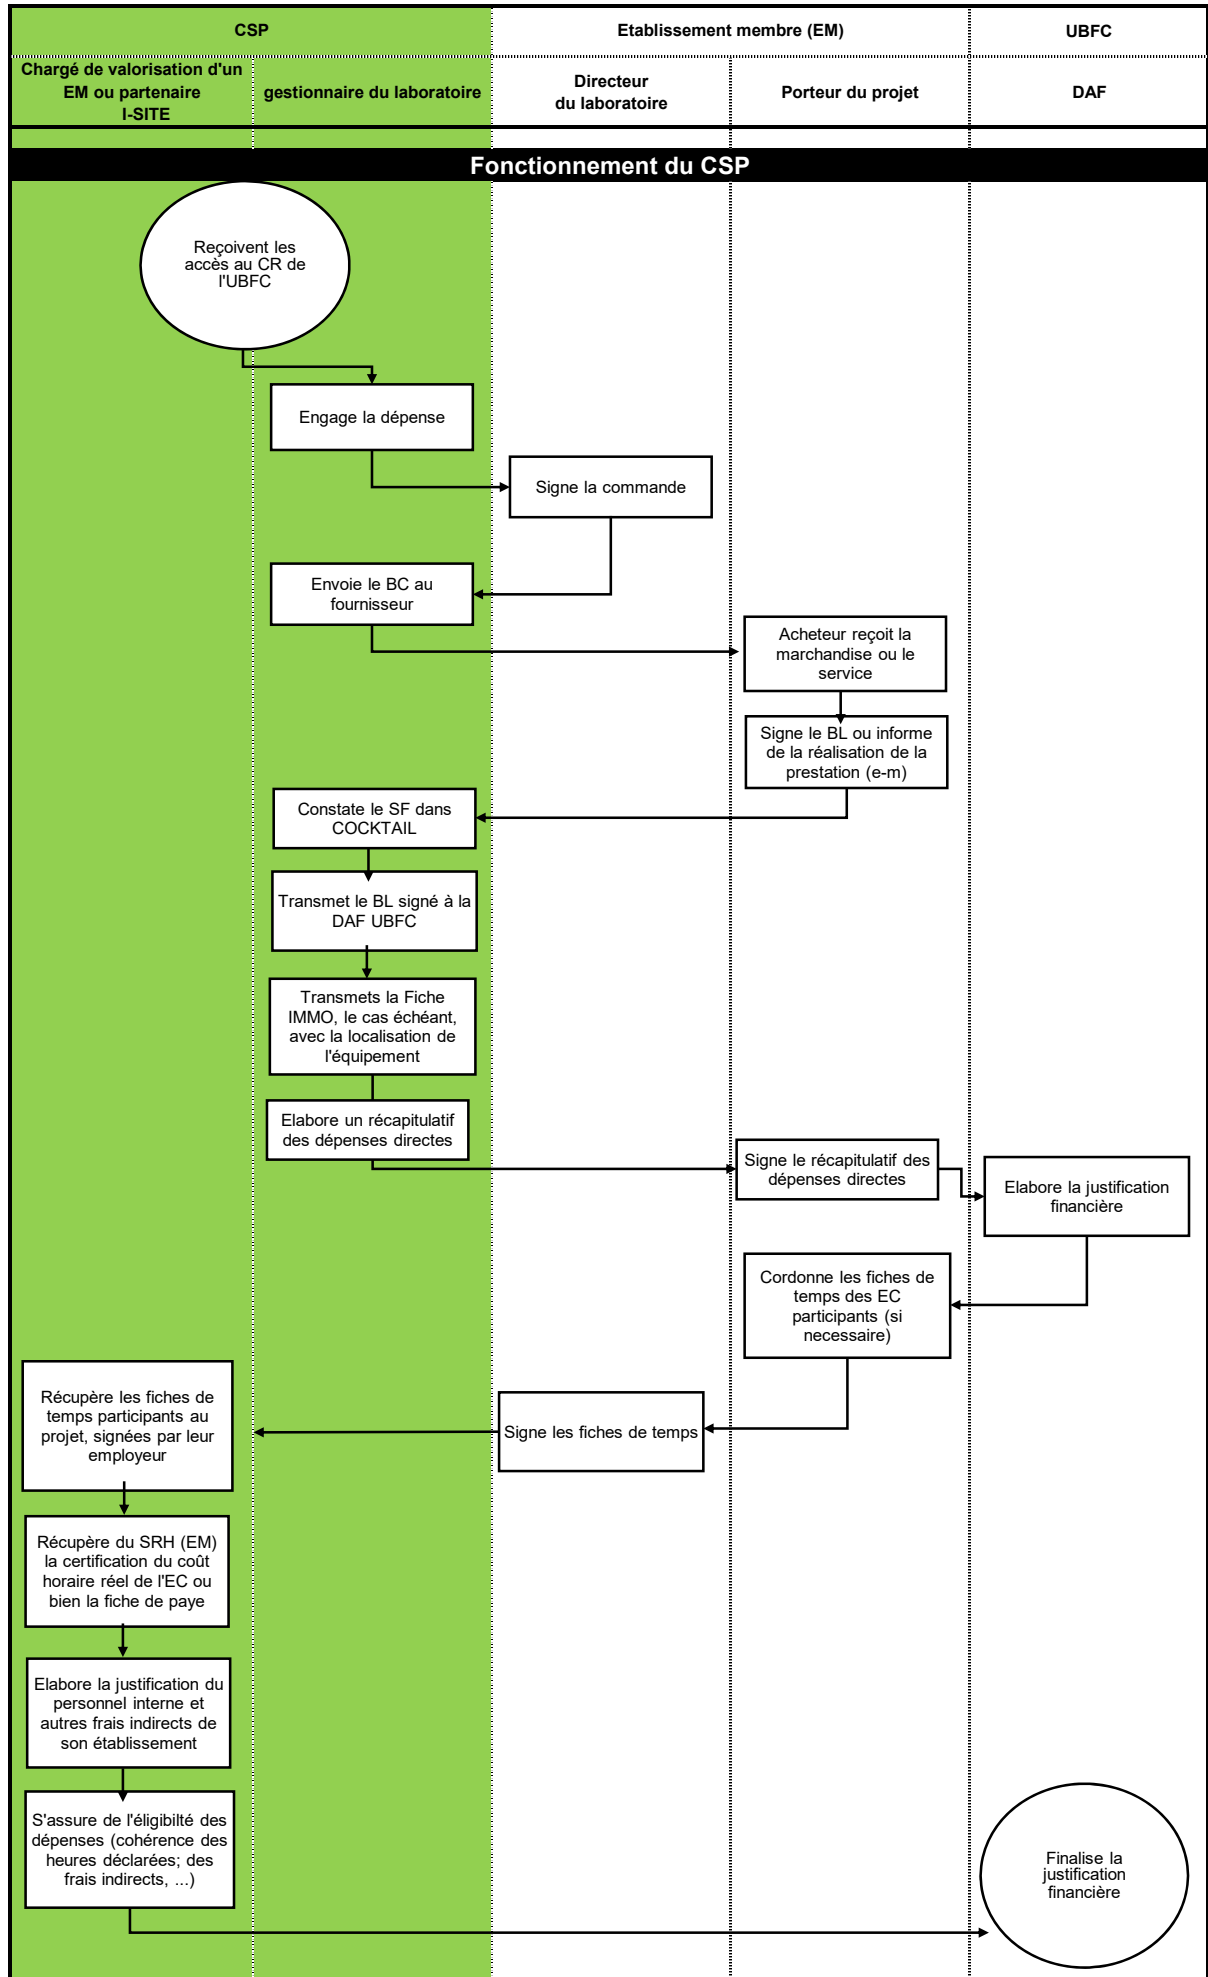 CSP
Etablissement membre (EM)
UBFC
Chargé de valorisation d'un
EM ou partenaire
I-SITE
gestionnaire du laboratoire
Directeur
du laboratoire
Porteur du projet
DAF
Fonctionnement du CSP
Reçoivent les
accès au CR de
l'UBFC
Engage la dépense
Signe la commande
Envoie le BC au
fournisseur
Acheteur reçoit la
marchandise ou le
service
Signe le BL ou informe
de la réalisation de la
prestation (e-m)
Constate le SF dans
COCKTAIL
Transmet le BL signé à la
DAF UBFC
Transmets la Fiche
IMMO, le cas échéant,
avec la localisation de
l'équipement
Elabore un récapitulatif
des dépenses directes
Signe le récapitulatif des
dépenses directes
Elabore la justification
financière
Cordonne les fiches de
temps des EC
participants (si
necessaire)
Signe les fiches de temps
Récupère les fiches de
temps participants au
projet, signées par leur
employeur
Récupère du SRH (EM)
la certification du coût
horaire réel de l'EC ou
bien la fiche de paye
Elabore la justification du
personnel interne et
autres frais indirects de
son établissement
S'assure de l'éligibilté des
dépenses (cohérence des
heures déclarées; des
frais indirects, ...)
Finalise la
justification
financière